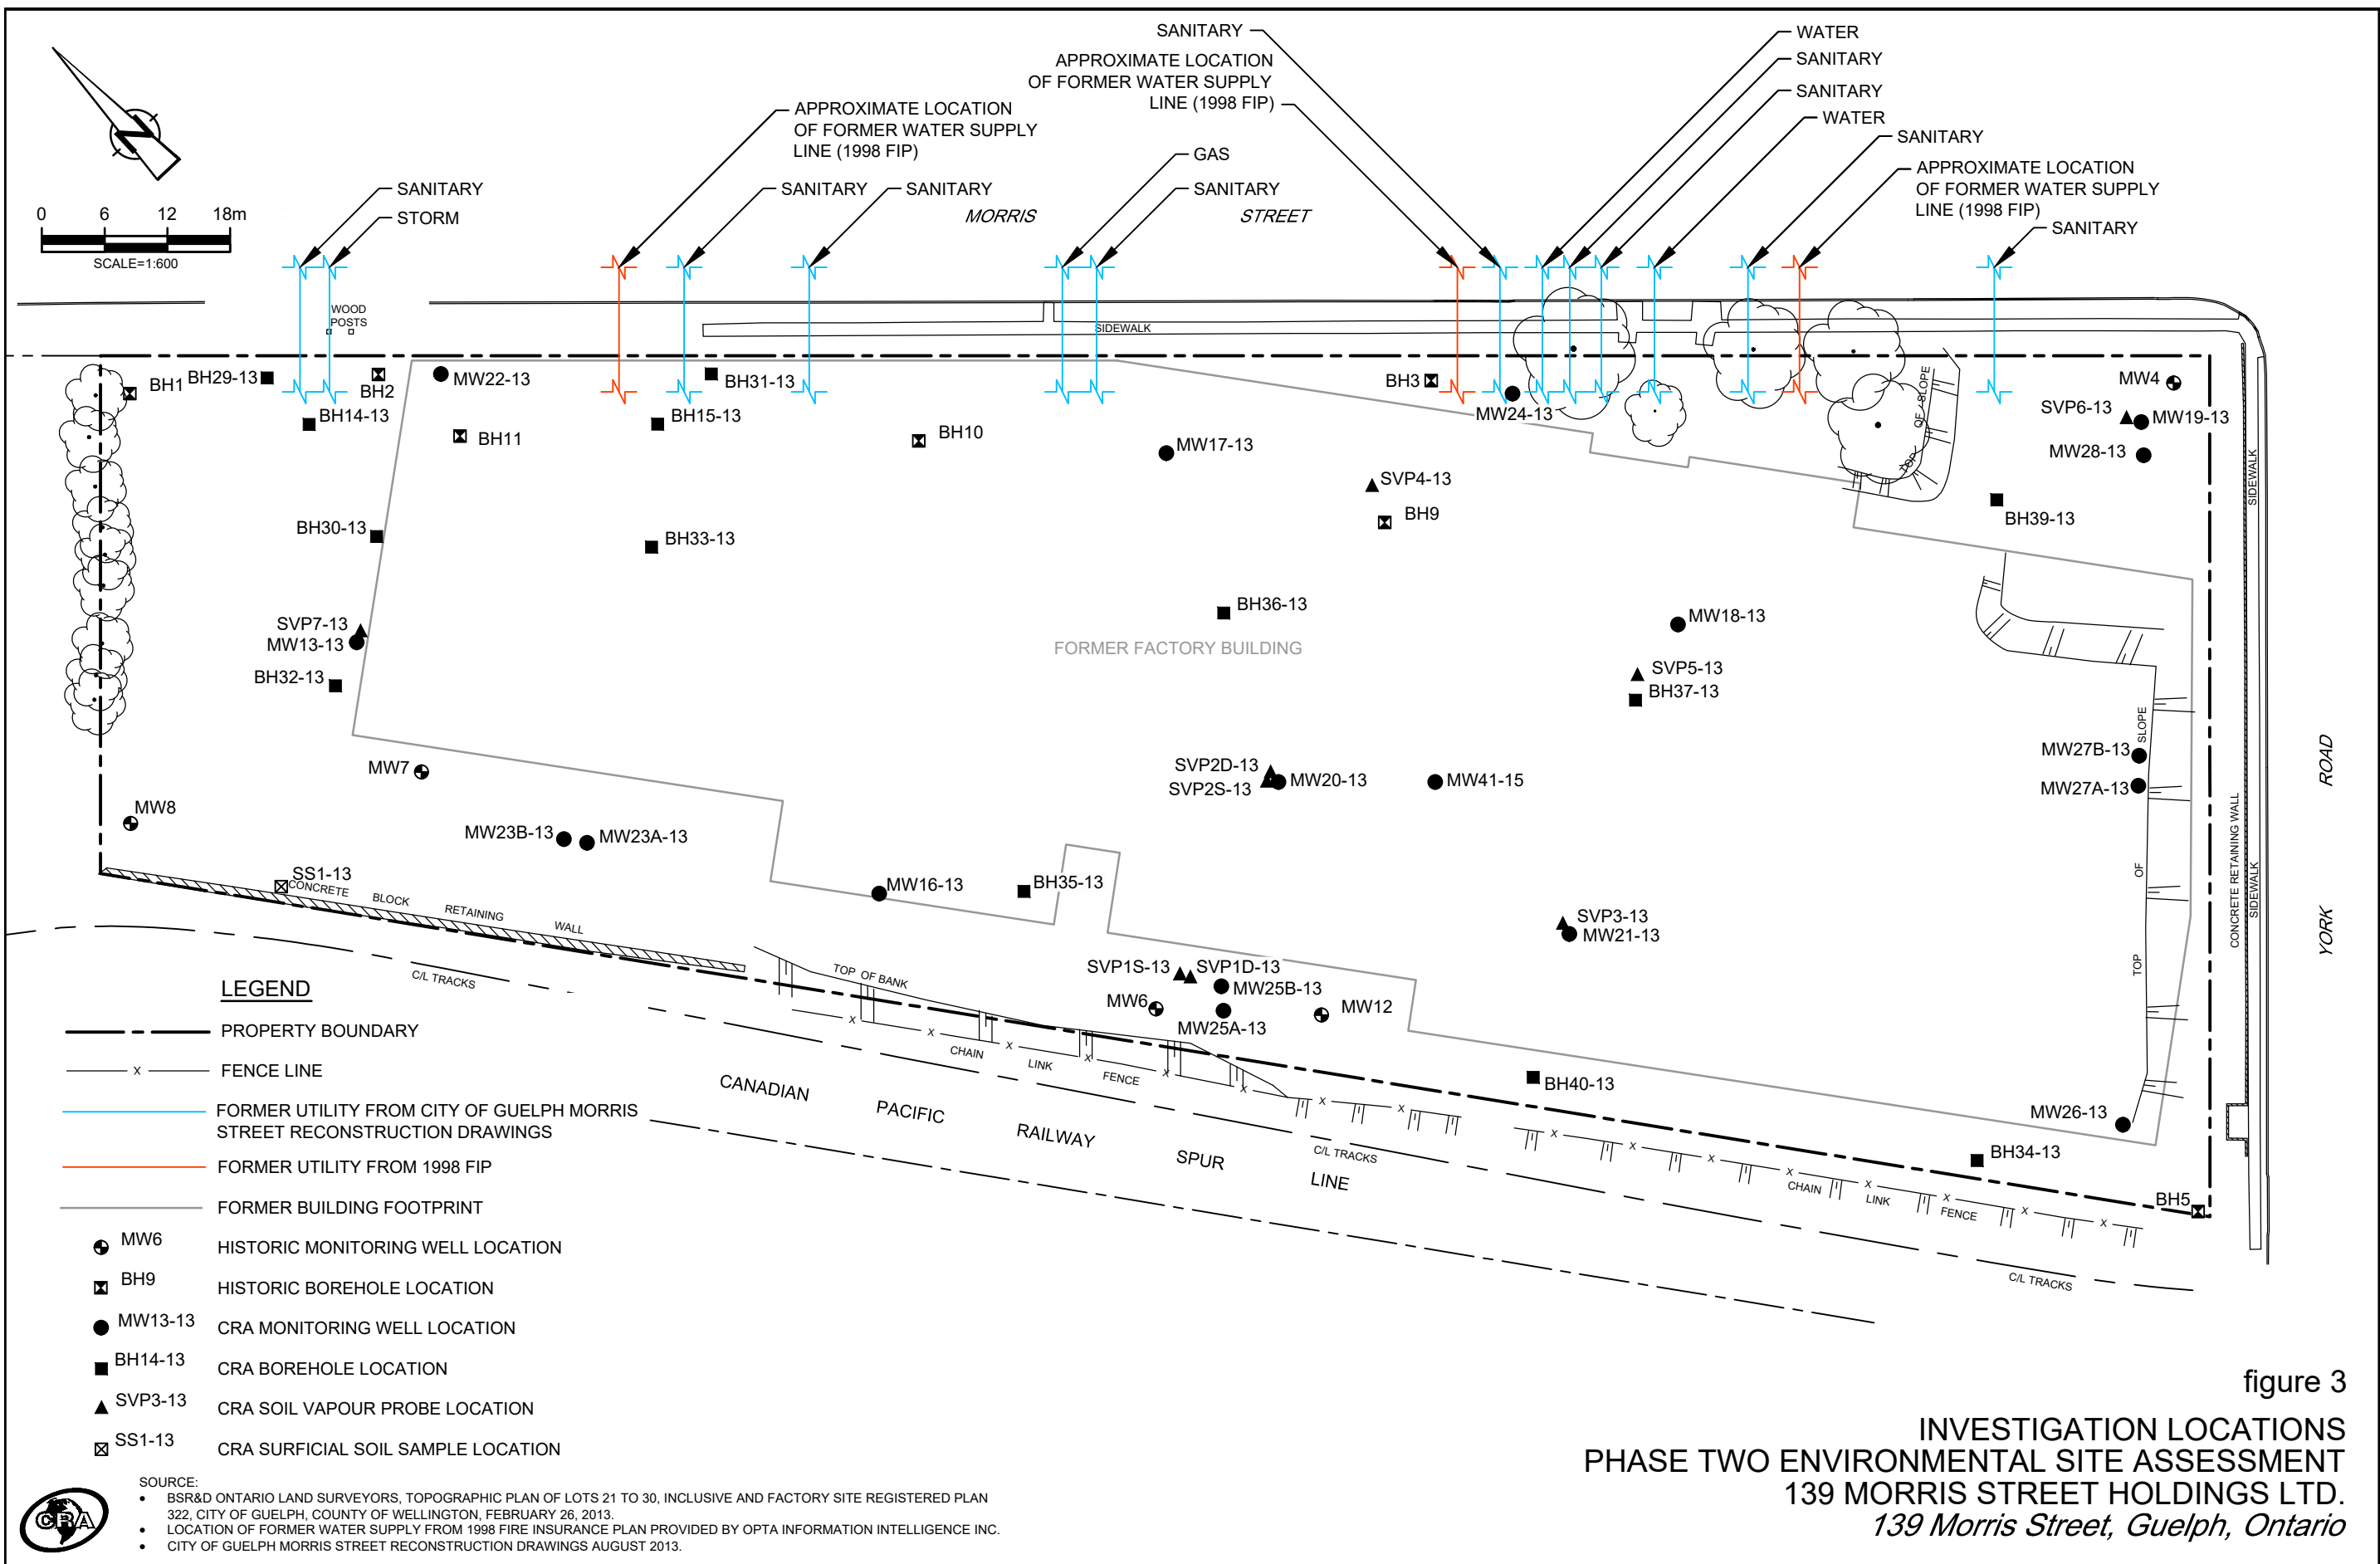 SANITARY
APPROXIMATE LOCATION
OF FORMER WATER SUPPLY
LINE (1998 FIP)
WATER
SANITARY
SANITARY
WATER
SANITARY
APPROXIMATE LOCATION
OF FORMER WATER SUPPLY
LINE (1998 FIP)
SANITARY
APPROXIMATE LOCATION
OF FORMER WATER SUPPLY
LINE (1998 FIP)
GAS
SANITARY
SANITARY
SANITARY
SANITARY
STORM
MORRIS STREET
N
0 6 12 18m
SCALE=1:600
WOOD
POSTS
SIDEWALK
BH1
BH29-13
BH2
MW22-13
BH31-13
BH3
MW24-13
MW4
SVP6-13
MW19-13
MW28-13
BH14-13
BH11
BH15-13
BH10
MW17-13
SVP4-13
BH9
TOP OF SLOPE
BH39-13
SIDEWALK
BH30-13
BH33-13
BH36-13
MW18-13
FORMER FACTORY BUILDING
SVP7-13
MW13-13
BH32-13
SVP5-13
BH37-13
MW7
SVP2D-13
SVP2S-13
MW20-13
MW41-15
MW27B-13
MW27A-13
TOP OF SLOPE
YORK ROAD
CONCRETE RETAINING WALL
SIDEWALK
MW8
MW23B-13
MW23A-13
SS1-13
CONCRETE BLOCK RETAINING WALL
MW16-13
BH35-13
SVP3-13
MW21-13
C/L TRACKS
TOP OF BANK
SVP1S-13
SVP1D-13
MW25B-13
MW6
MW25A-13
MW12
CHAIN LINK FENCE
BH40-13
MW26-13
BH34-13
BH5
CANADIAN PACIFIC RAILWAY SPUR LINE
C/L TRACKS
CHAIN LINK FENCE
C/L TRACKS
LEGEND
PROPERTY BOUNDARY
X FENCE LINE
FORMER UTILITY FROM CITY OF GUELPH MORRIS
STREET RECONSTRUCTION DRAWINGS
FORMER UTILITY FROM 1998 FIP
FORMER BUILDING FOOTPRINT
MW6 HISTORIC MONITORING WELL LOCATION
BH9 HISTORIC BOREHOLE LOCATION
MW13-13 CRA MONITORING WELL LOCATION
BH14-13 CRA BOREHOLE LOCATION
SVP3-13 CRA SOIL VAPOUR PROBE LOCATION
SS1-13 CRA SURFICIAL SOIL SAMPLE LOCATION
CRA
SOURCE:
• BSR&D ONTARIO LAND SURVEYORS, TOPOGRAPHIC PLAN OF LOTS 21 TO 30, INCLUSIVE AND FACTORY SITE REGISTERED PLAN
322, CITY OF GUELPH, COUNTY OF WELLINGTON, FEBRUARY 26, 2013.
• LOCATION OF FORMER WATER SUPPLY FROM 1998 FIRE INSURANCE PLAN PROVIDED BY OPTA INFORMATION INTELLIGENCE INC.
• CITY OF GUELPH MORRIS STREET RECONSTRUCTION DRAWINGS AUGUST 2013.
figure 3
INVESTIGATION LOCATIONS
PHASE TWO ENVIRONMENTAL SITE ASSESSMENT
139 MORRIS STREET HOLDINGS LTD.
139 Morris Street, Guelph, Ontario